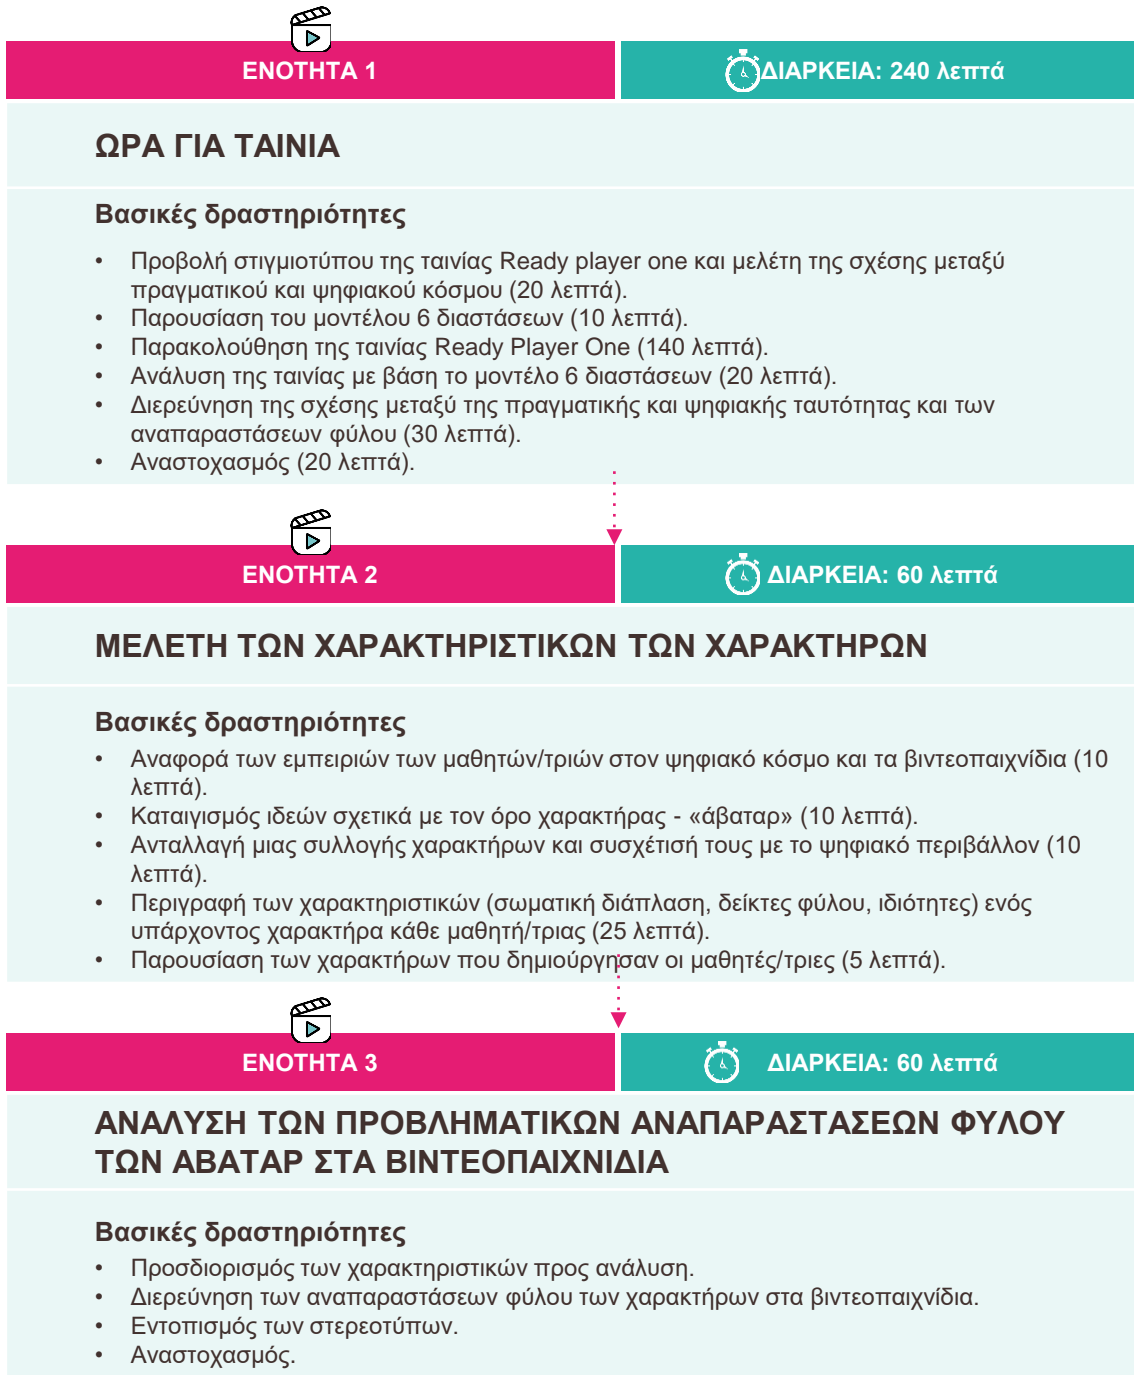 ΕΝΟΤΗΤΑ 1
ΔΙΑΡΚΕΙΑ: 240 λεπτά
ΩΡΑ ΓΙΑ ΤΑΙΝΙΑ
Βασικές δραστηριότητες
• Προβολή στιγμιοτύπου της ταινίας Ready player one και μελέτη της σχέσης μεταξύ
πραγματικού και ψηφιακού κόσμου (20 λεπτά).
• Παρουσίαση του μοντέλου 6 διαστάσεων (10 λεπτά).
• Παρακολούθηση της ταινίας Ready Player One (140 λεπτά).
• Ανάλυση της ταινίας με βάση το μοντέλο 6 διαστάσεων (20 λεπτά).
• Διερεύνηση της σχέσης μεταξύ της πραγματικής και ψηφιακής ταυτότητας και των
αναπαραστάσεων φύλου (30 λεπτά).
• Αναστοχασμός (20 λεπτά).
ΕΝΟΤΗΤΑ 2
ΔΙΑΡΚΕΙΑ: 60 λεπτά
ΜΕΛΕΤΗ ΤΩΝ ΧΑΡΑΚΤΗΡΙΣΤΙΚΩΝ ΤΩΝ ΧΑΡΑΚΤΗΡΩΝ
Βασικές δραστηριότητες
• Αναφορά των εμπειριών των μαθητών/τριών στον ψηφιακό κόσμο και τα βιντεοπαιχνίδια (10
λεπτά).
• Καταιγισμός ιδεών σχετικά με τον όρο χαρακτήρας - «άβαταρ» (10 λεπτά).
• Ανταλλαγή μιας συλλογής χαρακτήρων και συσχέτισή τους με το ψηφιακό περιβάλλον (10
λεπτά).
• Περιγραφή των χαρακτηριστικών (σωματική διάπλαση, δείκτες φύλου, ιδιότητες) ενός
υπάρχοντος χαρακτήρα κάθε μαθητή/τριας (25 λεπτά).
• Παρουσίαση των χαρακτήρων που δημιούργησαν οι μαθητές/τριες (5 λεπτά).
ΕΝΟΤΗΤΑ 3
ΔΙΑΡΚΕΙΑ: 60 λεπτά
ΑΝΑΛΥΣΗ ΤΩΝ ΠΡΟΒΛΗΜΑΤΙΚΩΝ ΑΝΑΠΑΡΑΣΤΑΣΕΩΝ ΦΥΛΟΥ
ΤΩΝ ΑΒΑΤΑΡ ΣΤΑ ΒΙΝΤΕΟΠΑΙΧΝΙΔΙΑ
Βασικές δραστηριότητες
• Προσδιορισμός των χαρακτηριστικών προς ανάλυση.
• Διερεύνηση των αναπαραστάσεων φύλου των χαρακτήρων στα βιντεοπαιχνίδια.
• Εντοπισμός των στερεοτύπων.
• Αναστοχασμός.